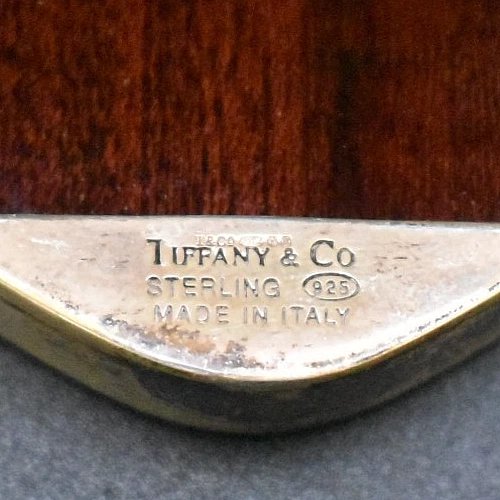 TIFFANY & CO
STERLING 925
MADE IN ITALY